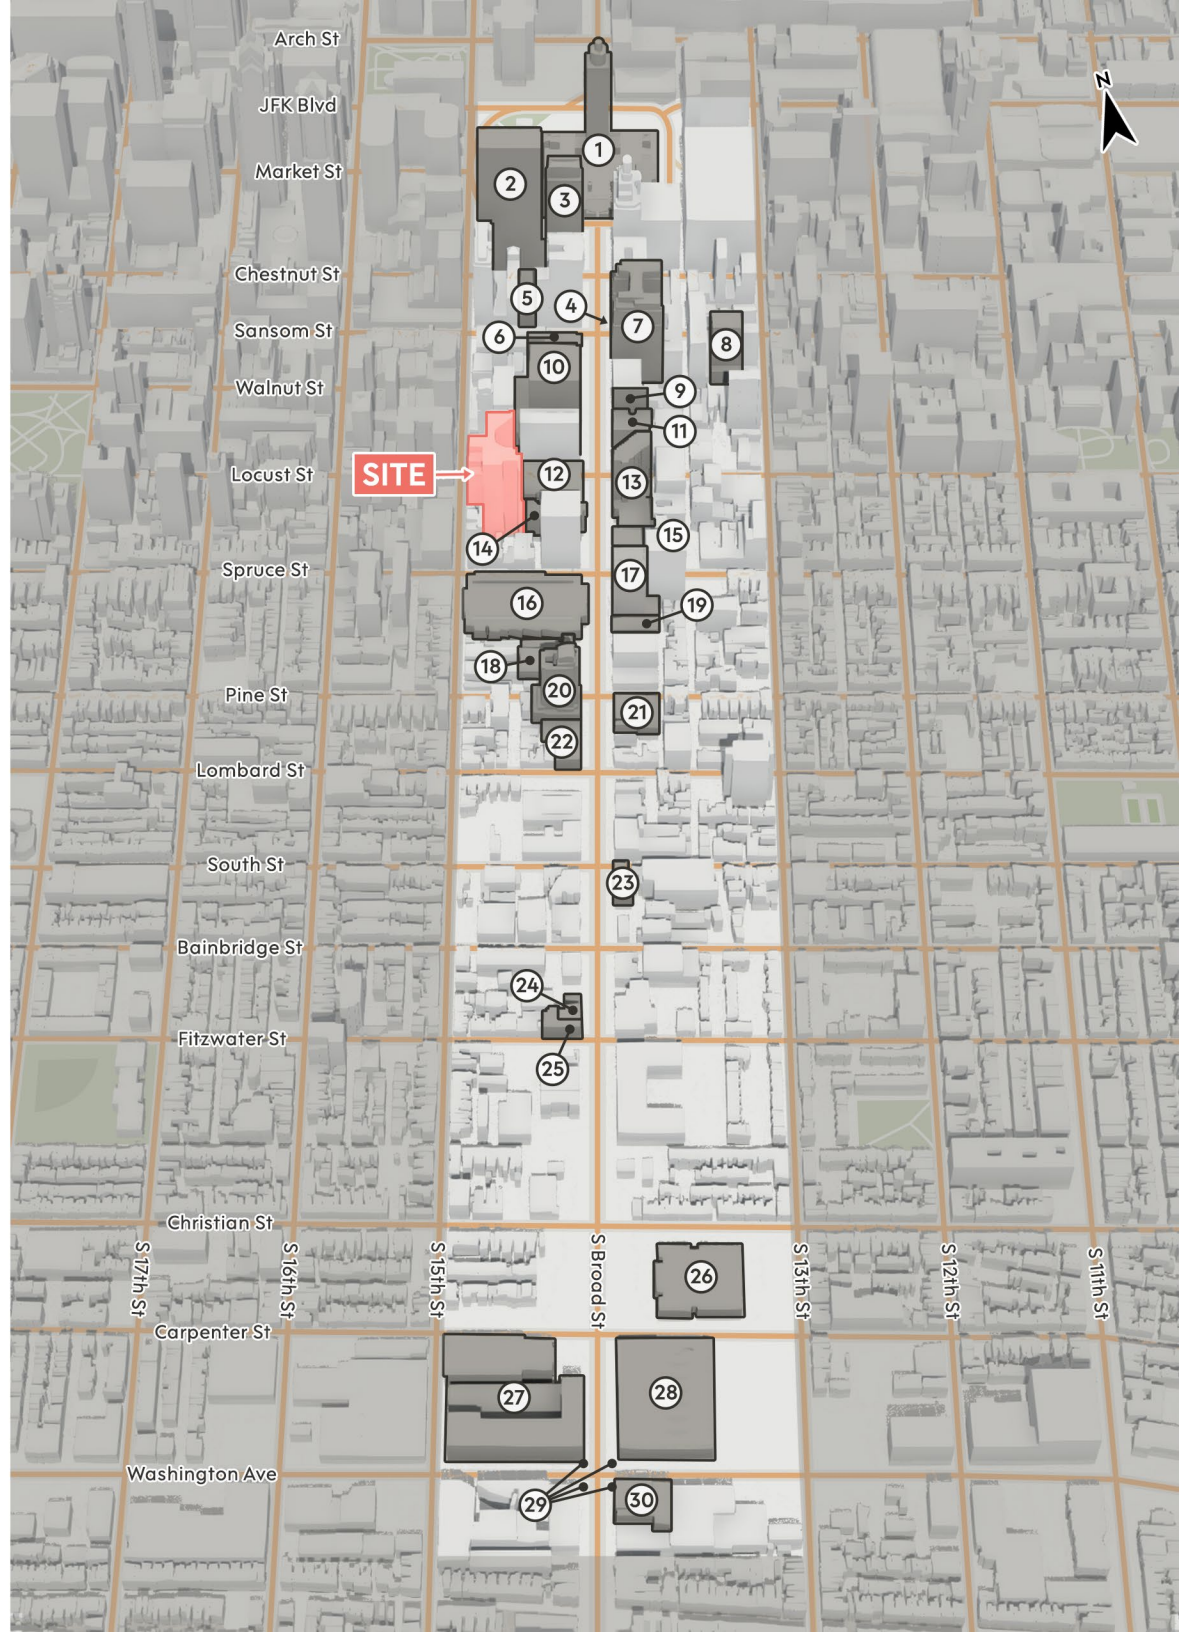 Arch St
N
JFK Blvd
1
Market St
2
3
Chestnut St
5
4
7
Sansom St
6
8
10
Walnut St
9
11
Locust St
SITE
12
13
14
15
Spruce St
17
16
19
18
Pine St
20
21
22
Lombard St
South St
23
Bainbridge St
24
Fitzwater St
25
Christian St
S 17th St
S 16th St
S 15th St
S Broad St
S 13th St
S 12th St
S 11th St
26
Carpenter St
27
28
Washington Ave
29
30